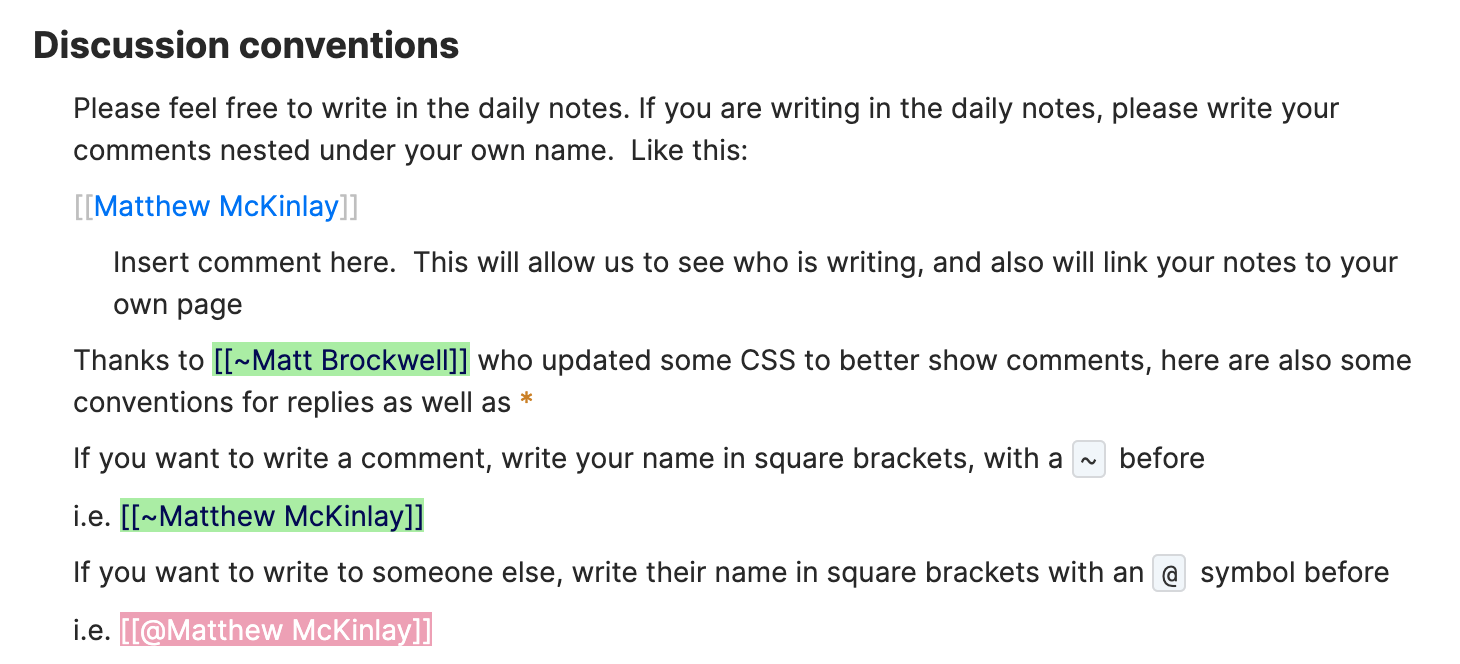 Discussion conventions
Please feel free to write in the daily notes. If you are writing in the daily notes, please write your
comments nested under your own name.  Like this:
[[Matthew McKinlay]]
Insert comment here.  This will allow us to see who is writing, and also will link your notes to your
own page
Thanks to [[~Matt Brockwell]] who updated some CSS to better show comments, here are also some
conventions for replies as well as *
If you want to write a comment, write your name in square brackets, with a ~ before
i.e. [[~Matthew McKinlay]]
If you want to write to someone else, write their name in square brackets with an @ symbol before
i.e. [[@Matthew McKinlay]]